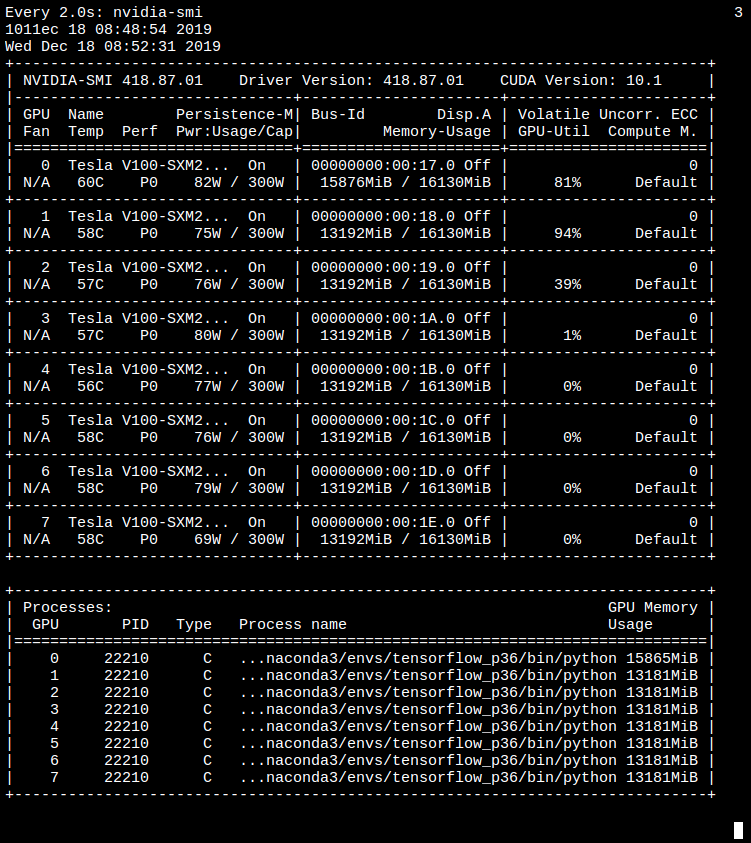 Every 2.0s: nvidia-smi                                                           3
1011ec 18 08:48:54 2019
Wed Dec 18 08:52:31 2019
+-----------------------------------------------------------------------------+
| NVIDIA-SMI 418.87.01    Driver Version: 418.87.01    CUDA Version: 10.1     |
|-------------------------------+----------------------+----------------------+
| GPU  Name        Persistence-M| Bus-Id        Disp.A | Volatile Uncorr. ECC |
| Fan  Temp  Perf  Pwr:Usage/Cap|         Memory-Usage | GPU-Util  Compute M. |
|===============================+======================+======================|
|   0  Tesla V100-SXM2...  On   | 00000000:00:17.0 Off |                    0 |
| N/A   60C    P0    82W / 300W |  15876MiB / 16130MiB |     81%      Default |
+-------------------------------+----------------------+----------------------+
|   1  Tesla V100-SXM2...  On   | 00000000:00:18.0 Off |                    0 |
| N/A   58C    P0    75W / 300W |  13192MiB / 16130MiB |     94%      Default |
+-------------------------------+----------------------+----------------------+
|   2  Tesla V100-SXM2...  On   | 00000000:00:19.0 Off |                    0 |
| N/A   57C    P0    76W / 300W |  13192MiB / 16130MiB |     39%      Default |
+-------------------------------+----------------------+----------------------+
|   3  Tesla V100-SXM2...  On   | 00000000:00:1A.0 Off |                    0 |
| N/A   57C    P0    80W / 300W |  13192MiB / 16130MiB |      1%      Default |
+-------------------------------+----------------------+----------------------+
|   4  Tesla V100-SXM2...  On   | 00000000:00:1B.0 Off |                    0 |
| N/A   56C    P0    77W / 300W |  13192MiB / 16130MiB |      0%      Default |
+-------------------------------+----------------------+----------------------+
|   5  Tesla V100-SXM2...  On   | 00000000:00:1C.0 Off |                    0 |
| N/A   58C    P0    76W / 300W |  13192MiB / 16130MiB |      0%      Default |
+-------------------------------+----------------------+----------------------+
|   6  Tesla V100-SXM2...  On   | 00000000:00:1D.0 Off |                    0 |
| N/A   58C    P0    79W / 300W |  13192MiB / 16130MiB |      0%      Default |
+-------------------------------+----------------------+----------------------+
|   7  Tesla V100-SXM2...  On   | 00000000:00:1E.0 Off |                    0 |
| N/A   58C    P0    69W / 300W |  13192MiB / 16130MiB |      0%      Default |
+-------------------------------+----------------------+----------------------+

+-----------------------------------------------------------------------------+
| Processes:                                                       GPU Memory |
|  GPU       PID   Type   Process name                             Usage      |
|=============================================================================|
|    0     22210      C   ...naconda3/envs/tensorflow_p36/bin/python 15865MiB |
|    1     22210      C   ...naconda3/envs/tensorflow_p36/bin/python 13181MiB |
|    2     22210      C   ...naconda3/envs/tensorflow_p36/bin/python 13181MiB |
|    3     22210      C   ...naconda3/envs/tensorflow_p36/bin/python 13181MiB |
|    4     22210      C   ...naconda3/envs/tensorflow_p36/bin/python 13181MiB |
|    5     22210      C   ...naconda3/envs/tensorflow_p36/bin/python 13181MiB |
|    6     22210      C   ...naconda3/envs/tensorflow_p36/bin/python 13181MiB |
|    7     22210      C   ...naconda3/envs/tensorflow_p36/bin/python 13181MiB |
+-----------------------------------------------------------------------------+